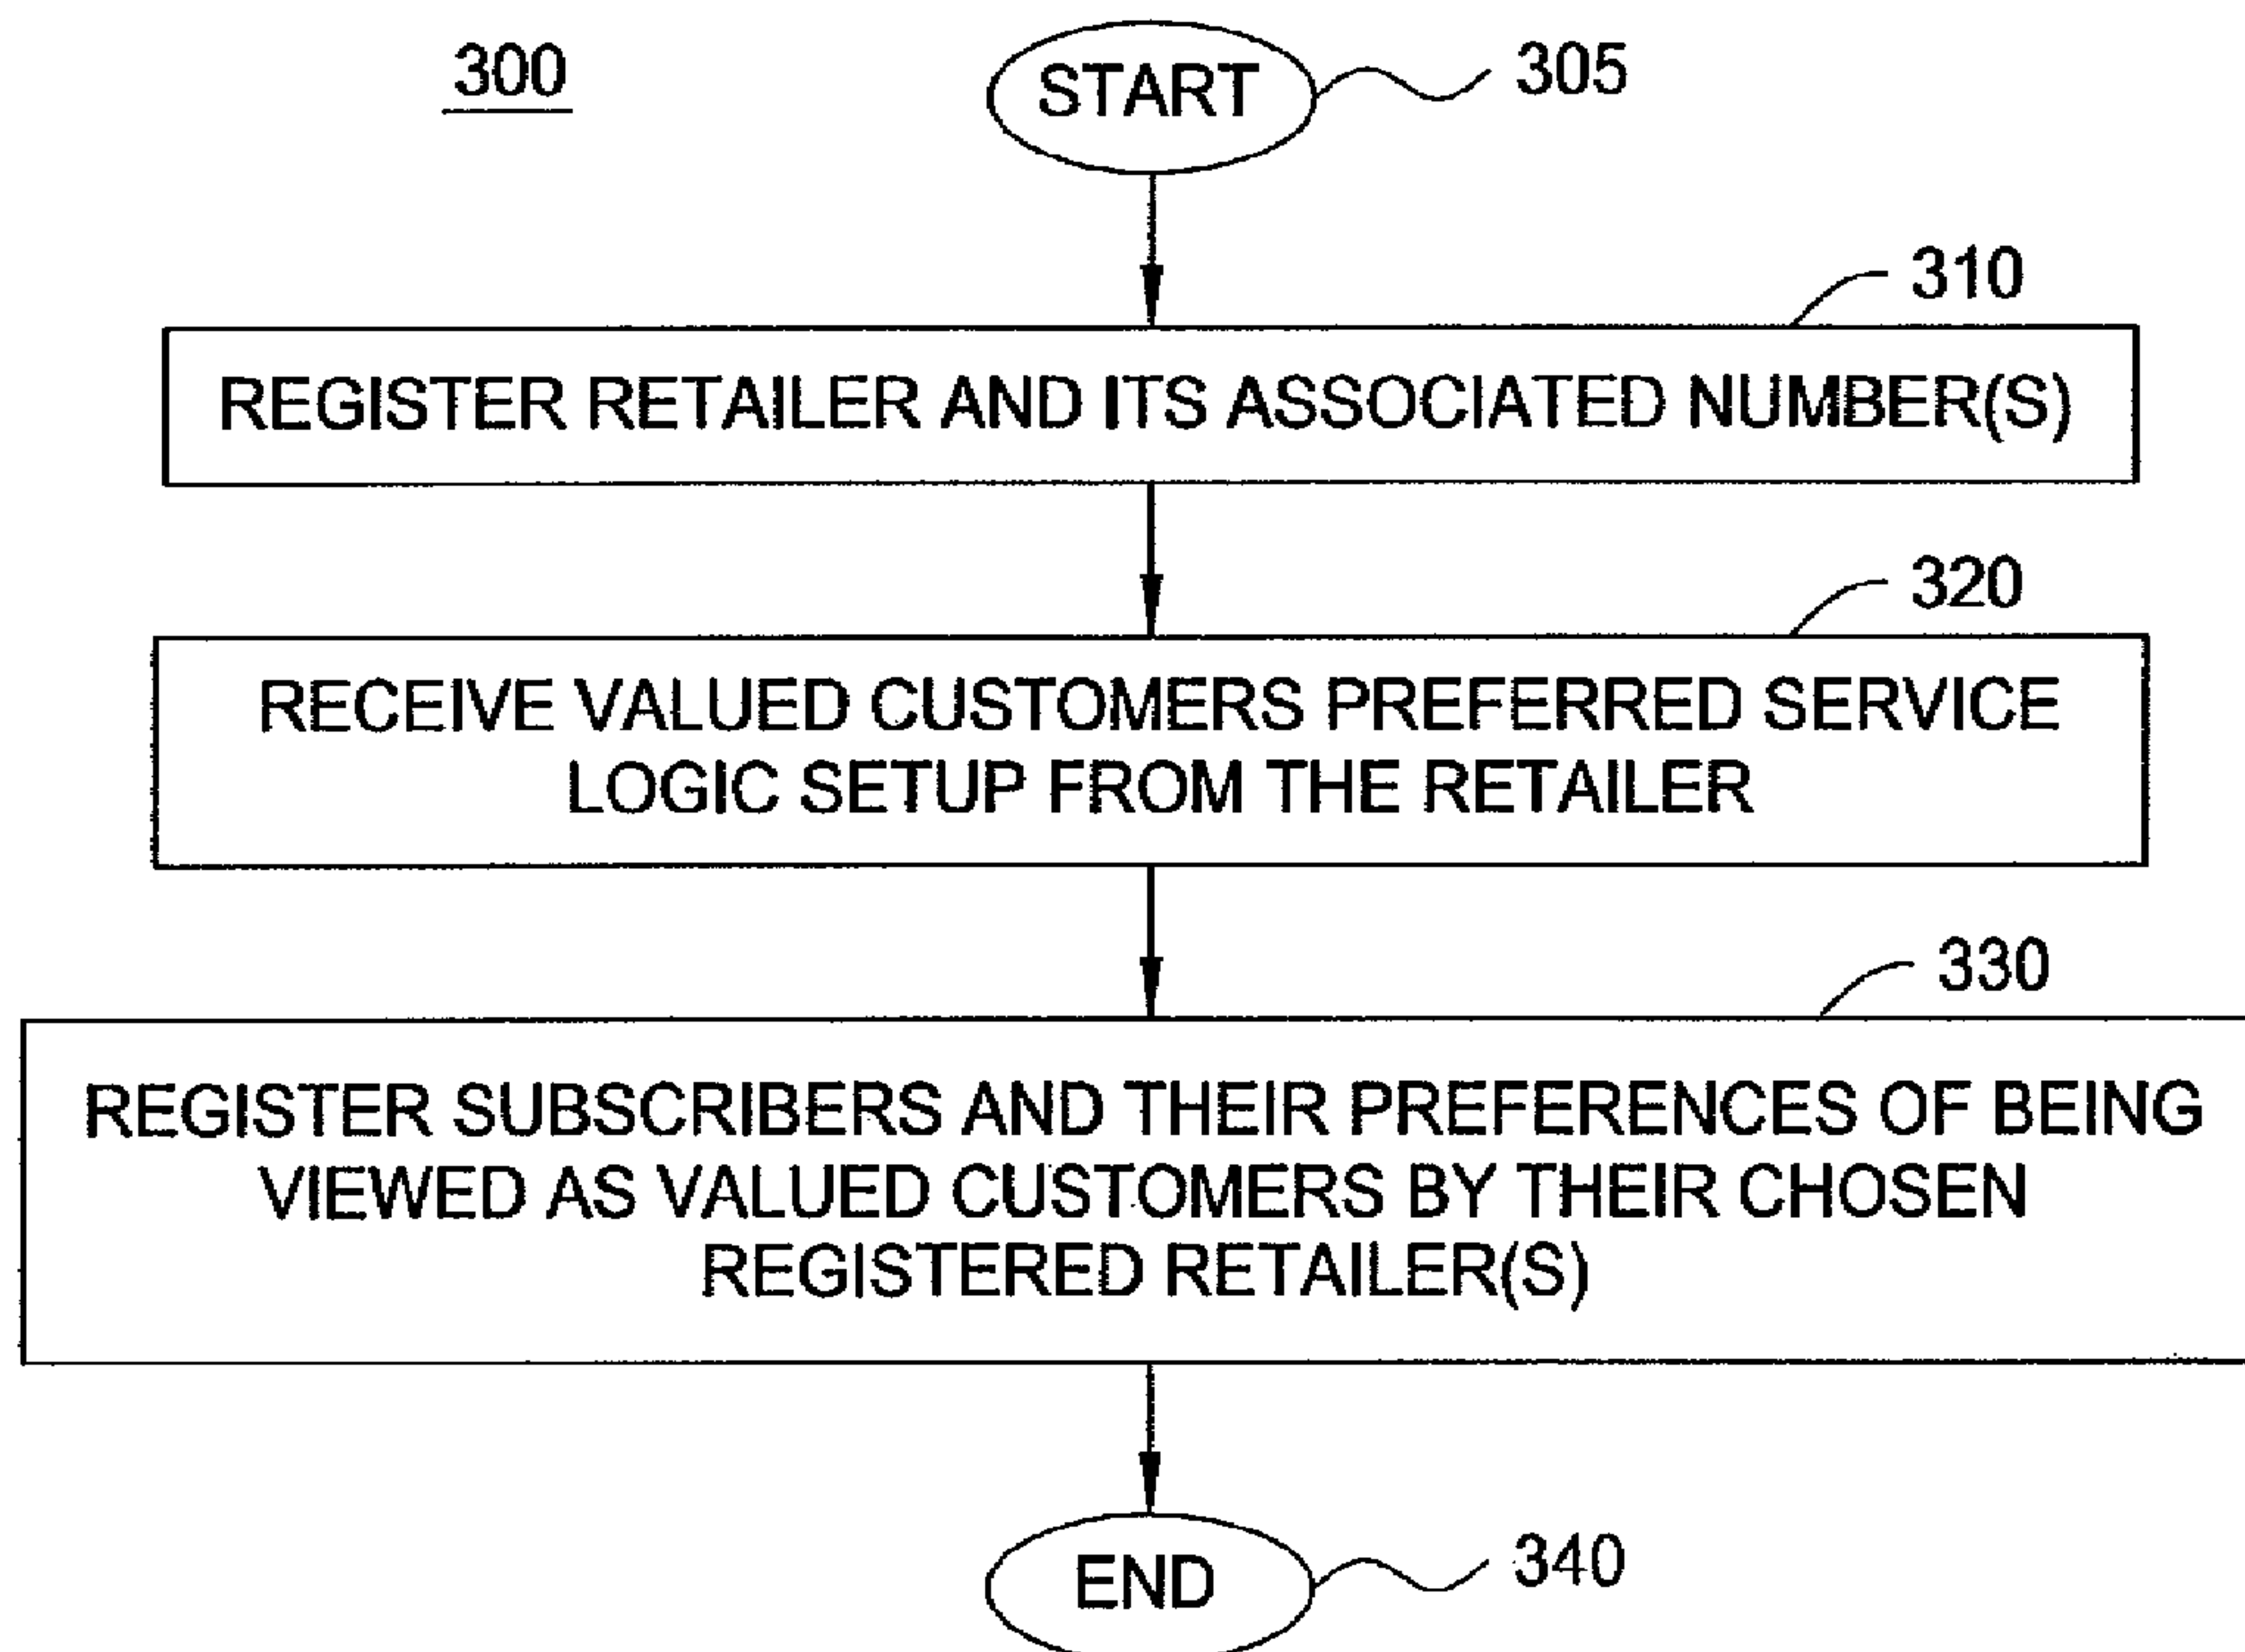 300
START
305
310
REGISTER RETAILER AND ITS ASSOCIATED NUMBER(S)
320
RECEIVE VALUED CUSTOMERS PREFERRED SERVICE
LOGIC SETUP FROM THE RETAILER
330
REGISTER SUBSCRIBERS AND THEIR PREFERENCES OF BEING
VIEWED AS VALUED CUSTOMERS BY THEIR CHOSEN
REGISTERED RETAILER(S)
END
340